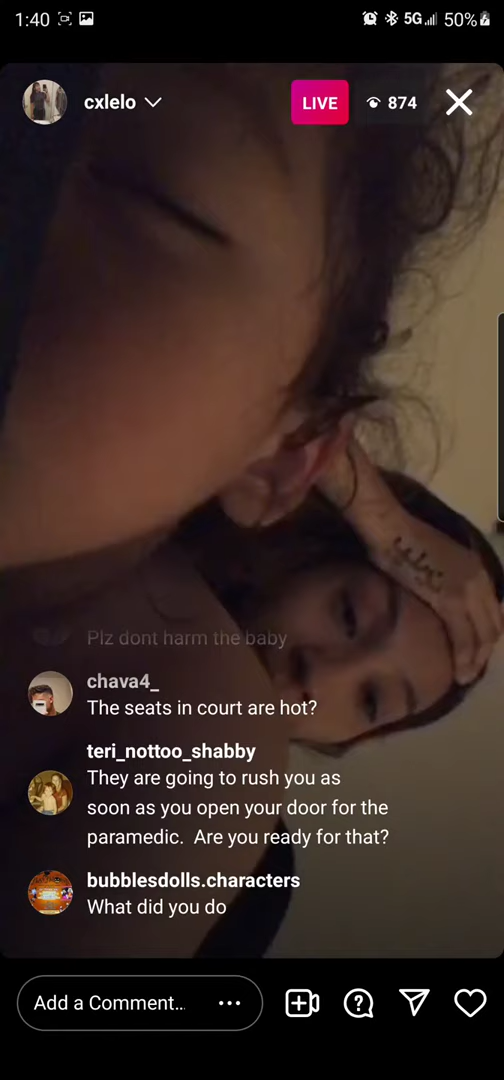 1:40
5G
50%
cxlelo
LIVE
874
Plz dont harm the baby
chava4_
The seats in court are hot?
teri_nottoo_shabby
They are going to rush you as
soon as you open your door for the
paramedic. Are you ready for that?
bubblesdolls.characters
What did you do
Add a Comment...